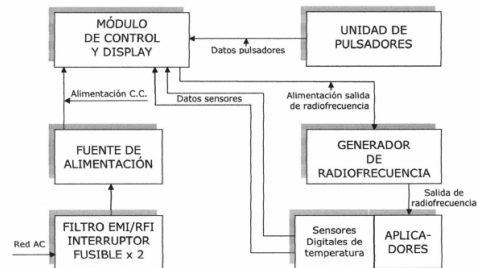 MÓDULO
DE CONTROL
Y DISPLAY
UNIDAD DE
PULSADORES
Datos pulsadores
Alimentación C.C.
Datos sensores
Alimentación salida
de radiofrecuencia
FUENTE DE
ALIMENTACIÓN
GENERADOR
DE
RADIOFRECUENCIA
Salida de
radiofrecuencia
Red AC
FILTRO EMI/RFI
INTERRUPTOR
FUSIBLE x 2
Sensores
Digitales de
temperatura
APLICA-
DORES